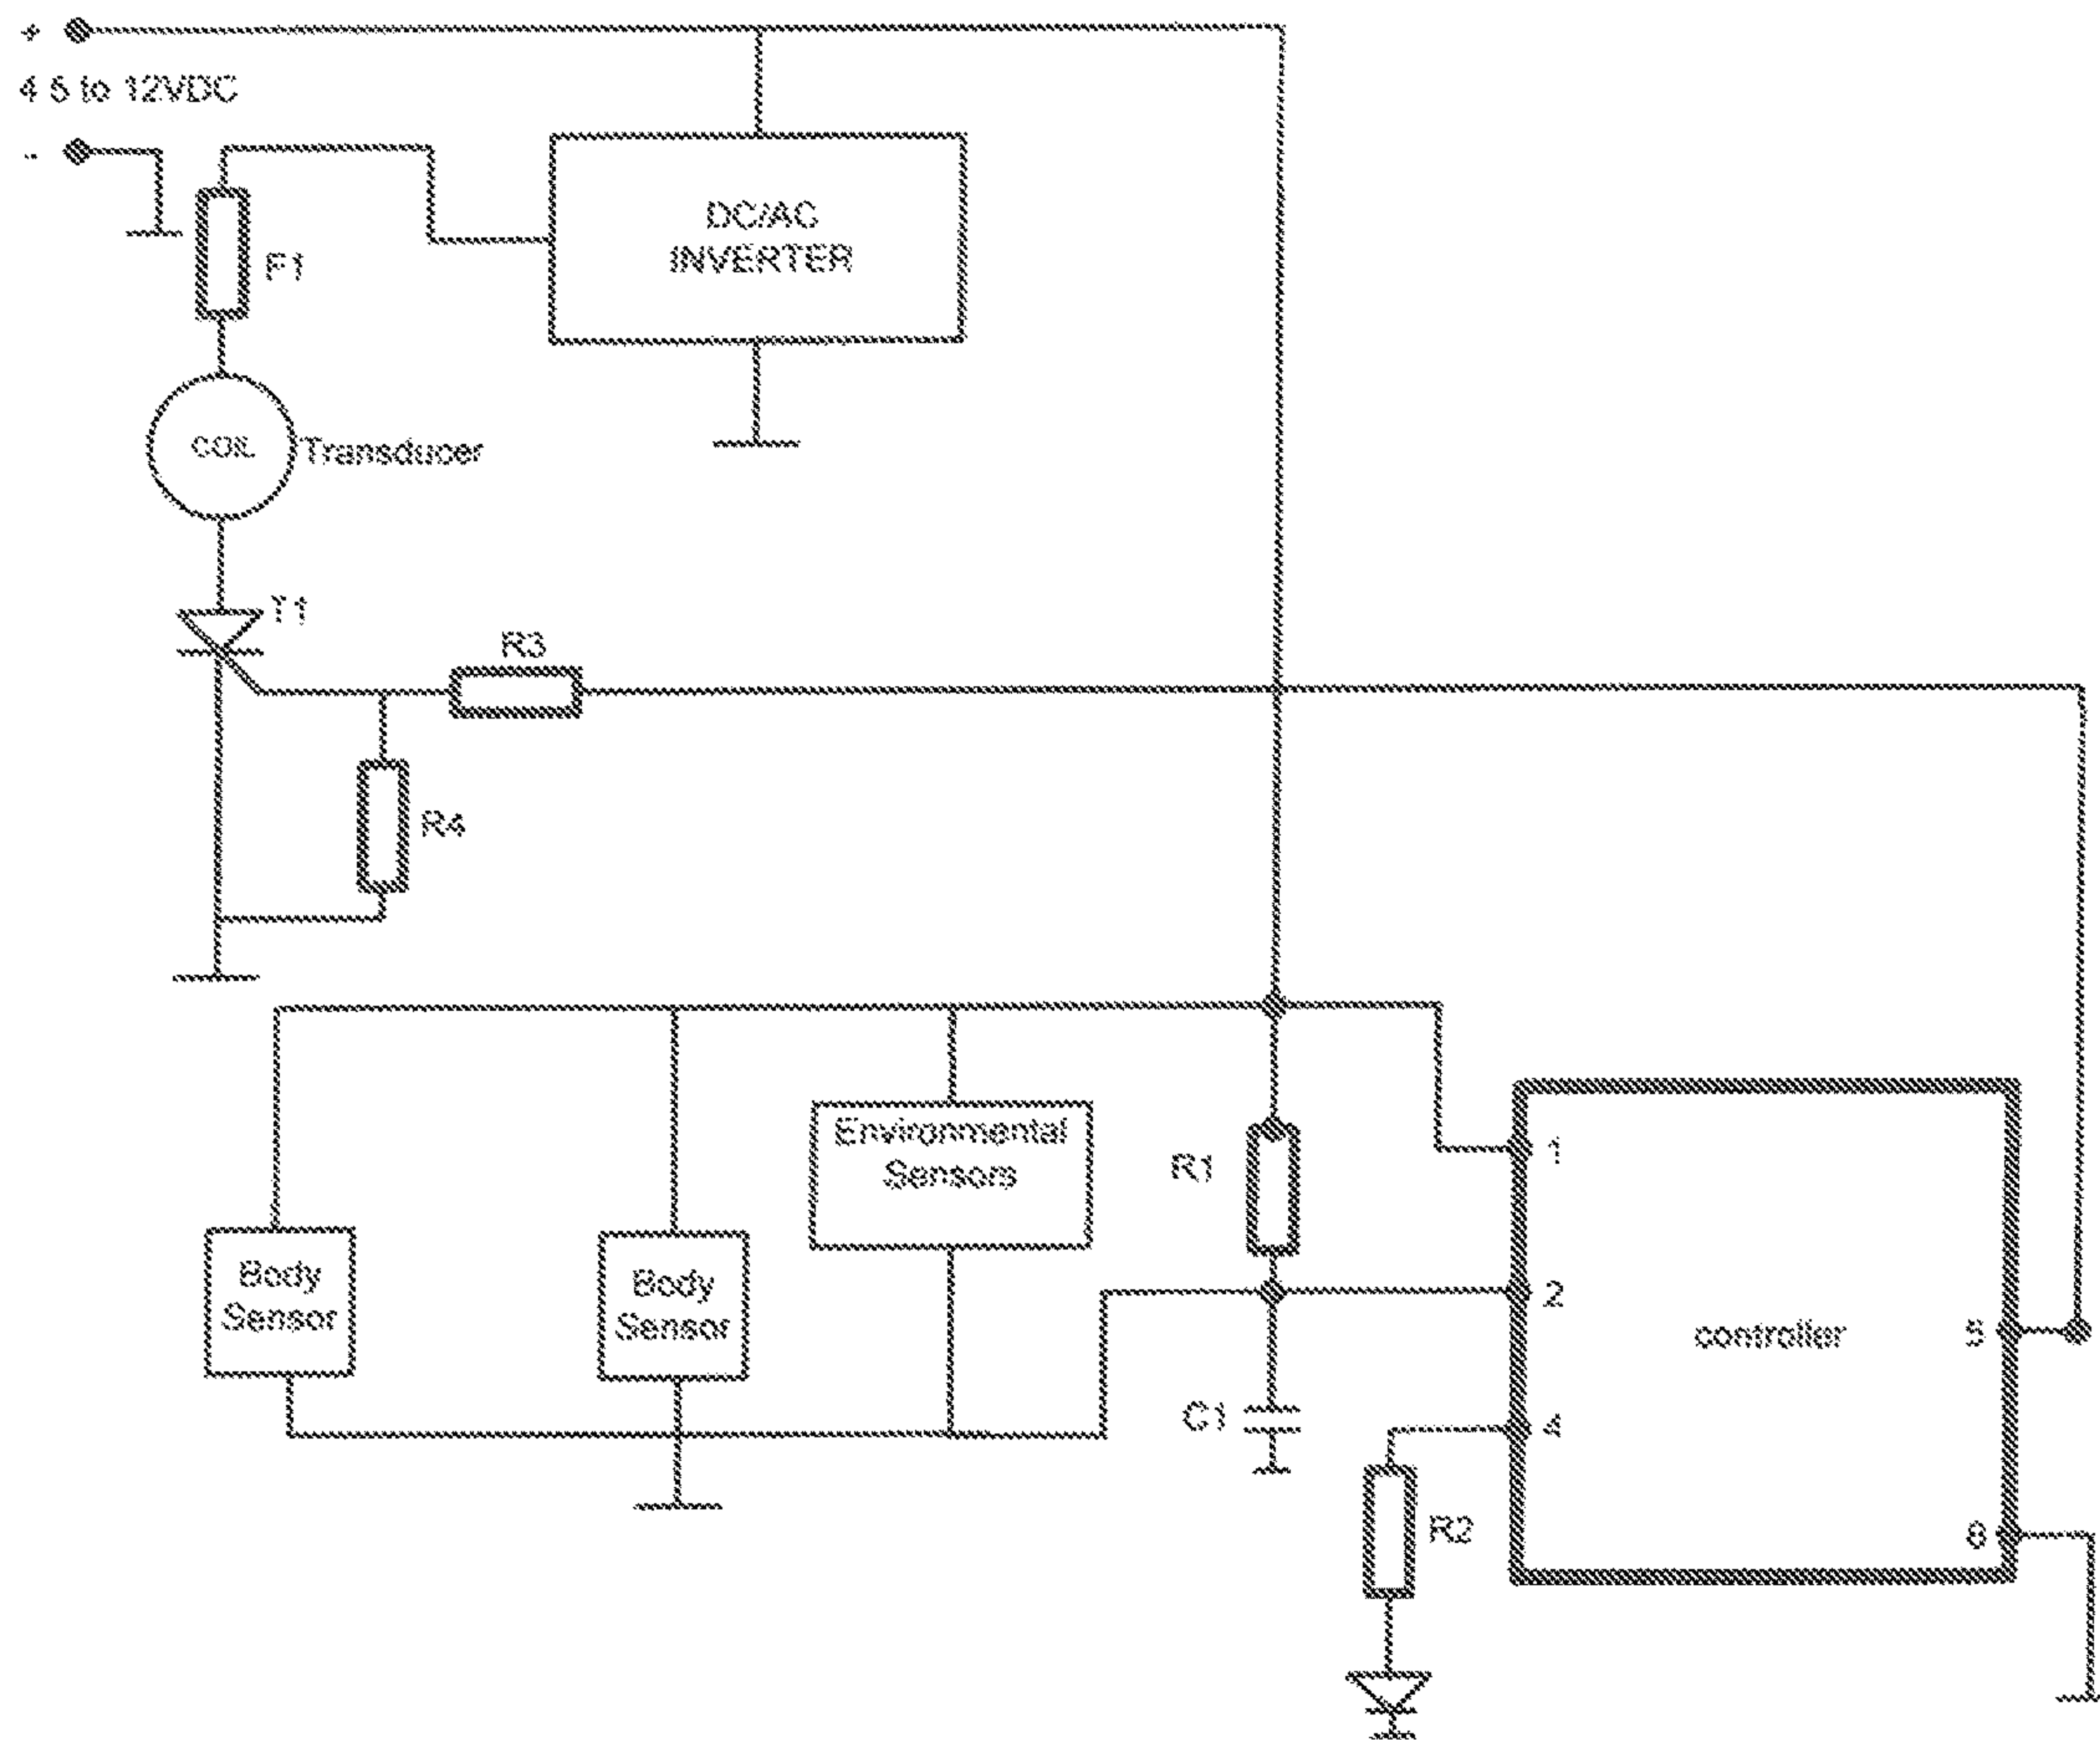 +
4 5 to 12VDC
-
F1
DC/AC
INVERTER
COIL
Transducer
T1
R3
R4
Environmental
Sensors
R1
1
Body
Sensor
Body
Sensor
2
controller
5
C1
4
R2
6